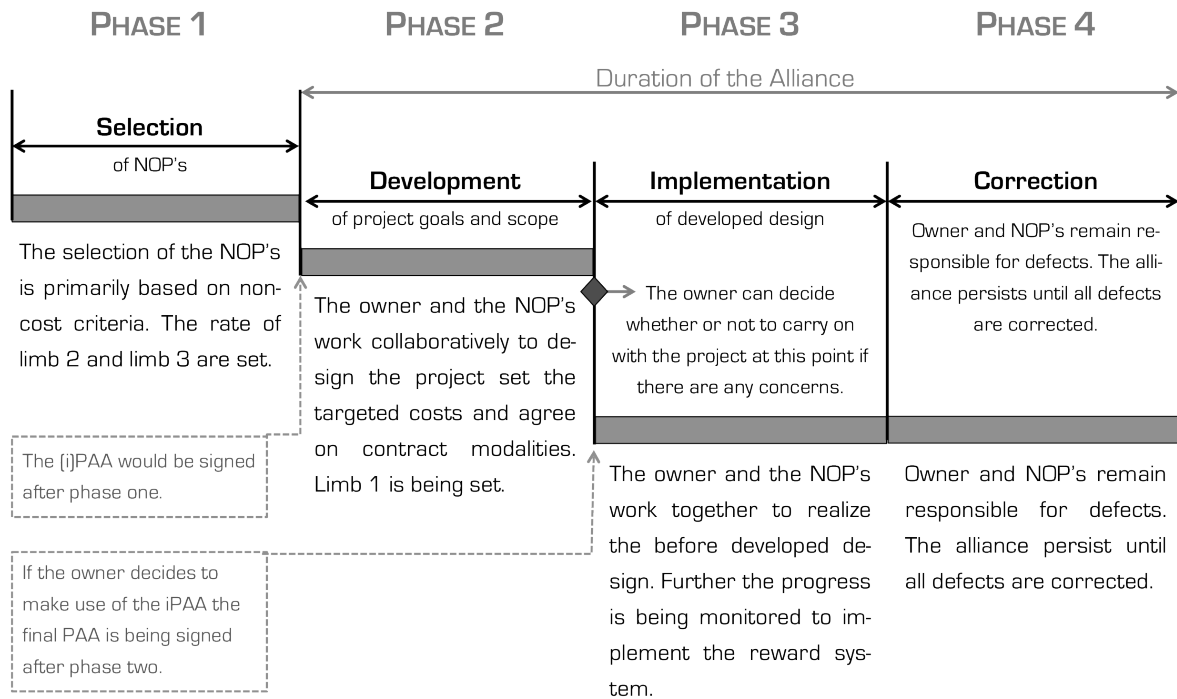 PHASE 1
PHASE 2
PHASE 3
PHASE 4
Duration of the Alliance
Selection
of NOP's
The selection of the NOP's
is primarily based on non-
cost criteria. The rate of
limb 2 and limb 3 are set.
The (i)PAA would be signed
after phase one.
If the owner decides to
make use of the iPAA the
final PAA is being signed
after phase two.
Development
of project goals and scope
The owner and the NOP's
work collaboratively to de-
sign the project set the
targeted costs and agree
on contract modalities.
Limb 1 is being set.
Implementation
of developed design
The owner can decide
whether or not to carry on
with the project at this point if
there are any concerns.
The owner and the NOP's
work together to realize
the before developed de-
sign. Further the progress
is being monitored to im-
plement the reward sys-
tem.
Correction
Owner and NOP's remain re-
sponsible for defects. The alli-
ance persists until all defects
are corrected.
Owner and NOP's remain
responsible for defects.
The alliance persist until
all defects are corrected.